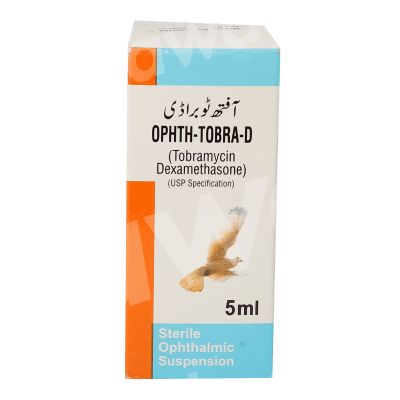 آفتھ ٹوبراڈی
OPHTH-TOBRA-D
(Tobramycin
Dexamethasone)
(USP Specification)
5ml
Sterile
Ophthalmic
Suspension